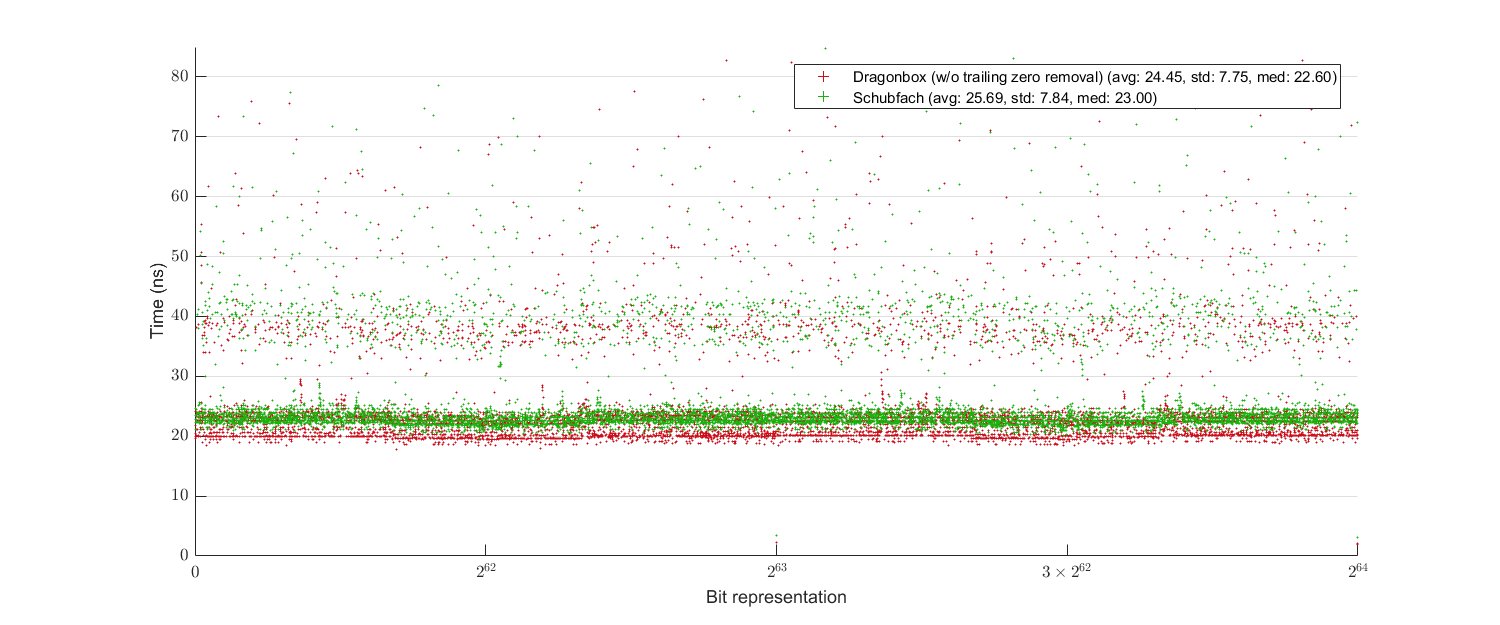 Dragonbox (w/o trailing zero removal) (avg: 24.45, std: 7.75, med: 22.60)
Schubfach (avg: 25.69, std: 7.84, med: 23.00)
80
70
60
50
40
30
20
10
0
Time (ns)
0 2^62 2^63 3 × 2^62 2^64
Bit representation